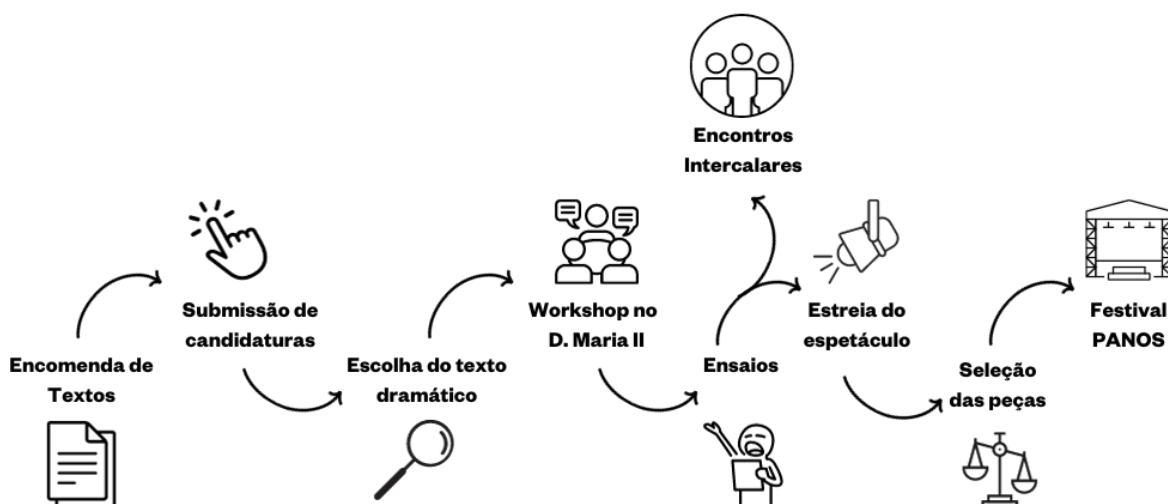 Encomenda de
Textos
Submissão de
candidaturas
Escolha do texto
dramático
Workshop no
D. Maria II
Ensaios
Encontros
Intercalares
Estreia do
espetáculo
Seleção
das peças
Festival
PANOS